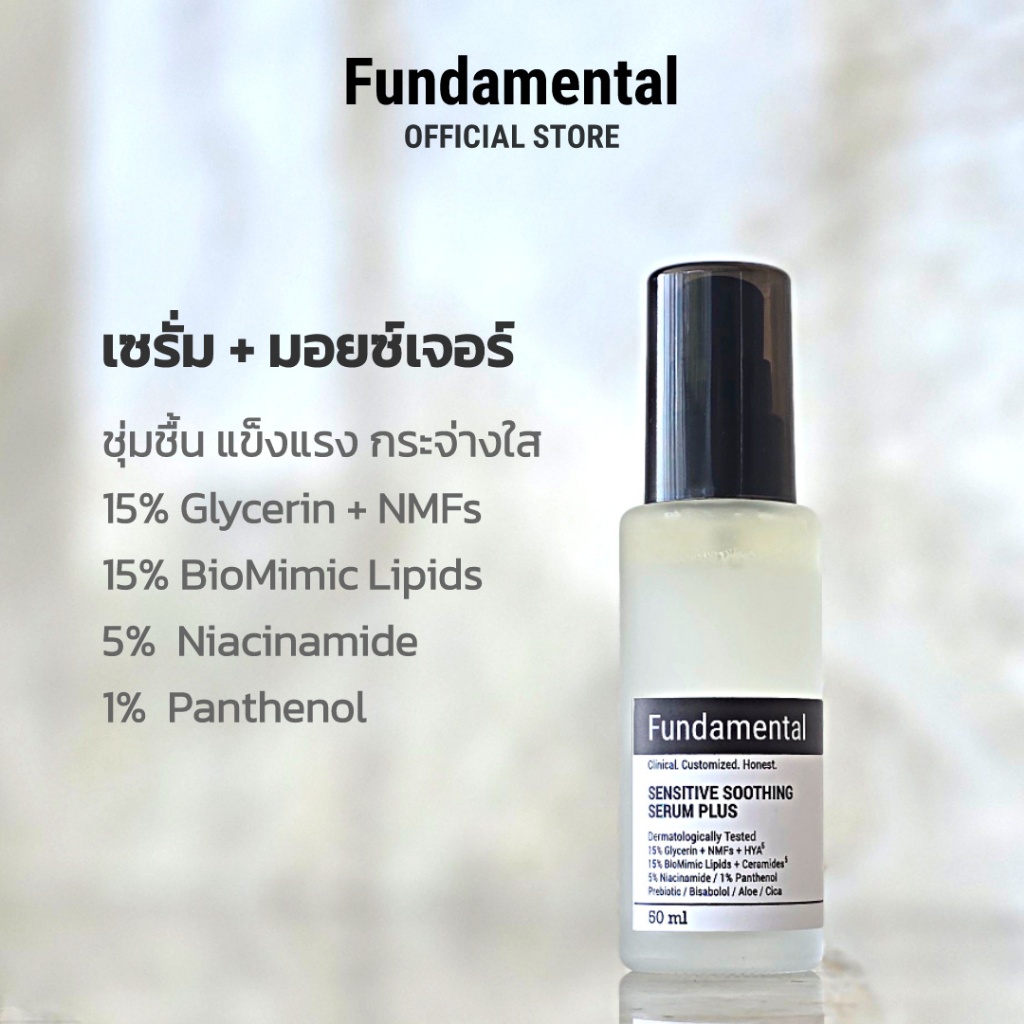 Fundamental
OFFICIAL STORE
เซรั่ม + มอยซ์เจอร์
ชุ่มชื้น แข็งแรง กระจ่างใส
15% Glycerin + NMFs
15% BioMimic Lipids
5% Niacinamide
1% Panthenol
Fundamental
Clinical. Customized. Honest.
SENSITIVE SOOTHING
SERUM PLUS
Dermatologically Tested
15% Glycerin + NMFs + HYA⁵
15% BioMimic Lipids + Ceramides⁵
5% Niacinamide / 1% Panthenol
Prebiotic / Bisabolol / Aloe / Cica
50 ml